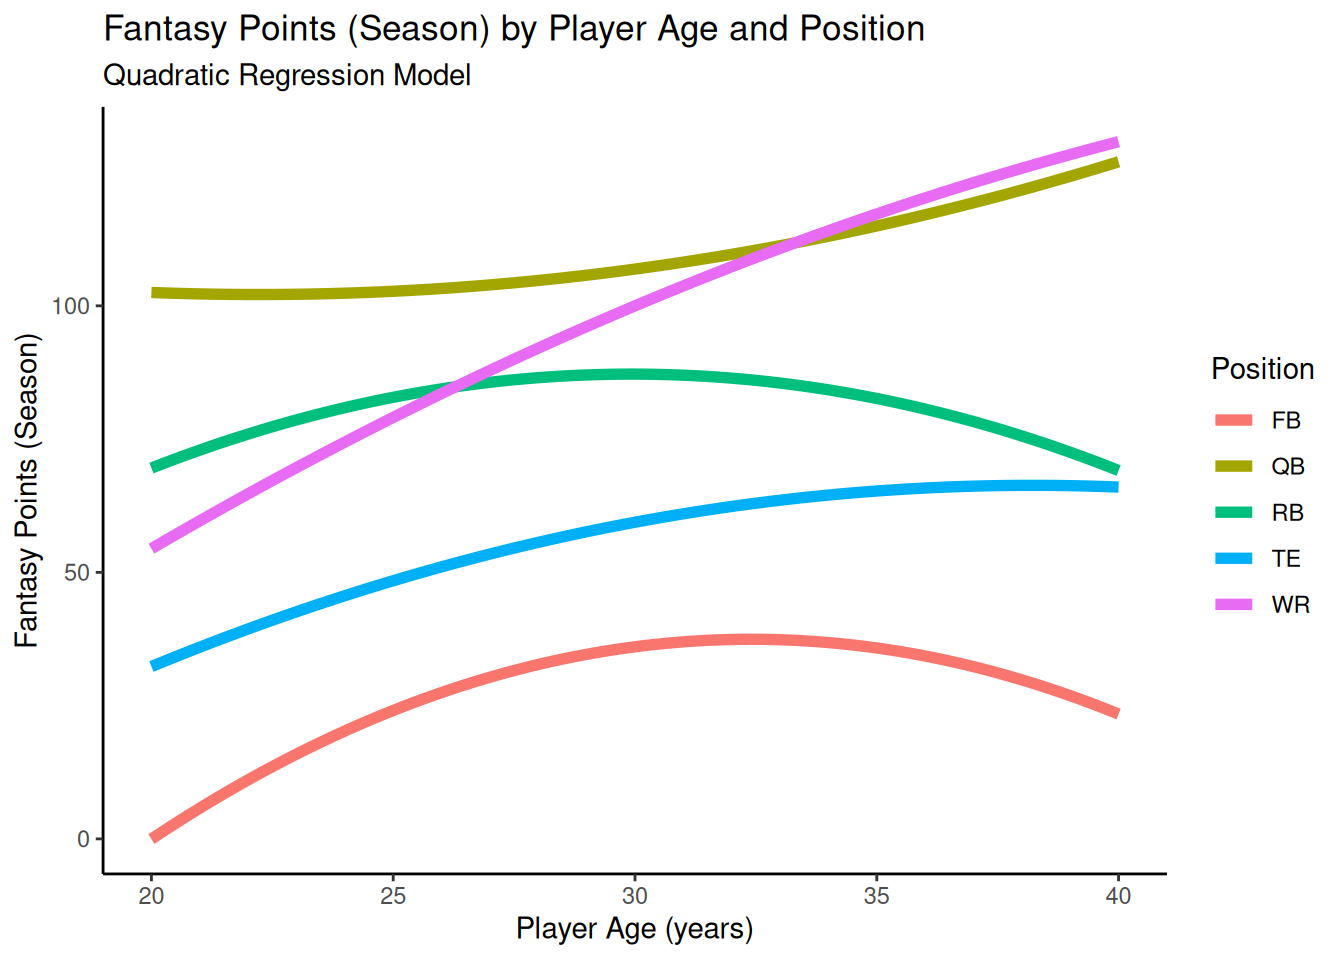 Fantasy Points (Season) by Player Age and Position
Quadratic Regression Model
Fantasy Points (Season)
100
50
0
20 25 30 35 40
Player Age (years)
Position
FB
QB
RB
TE
WR